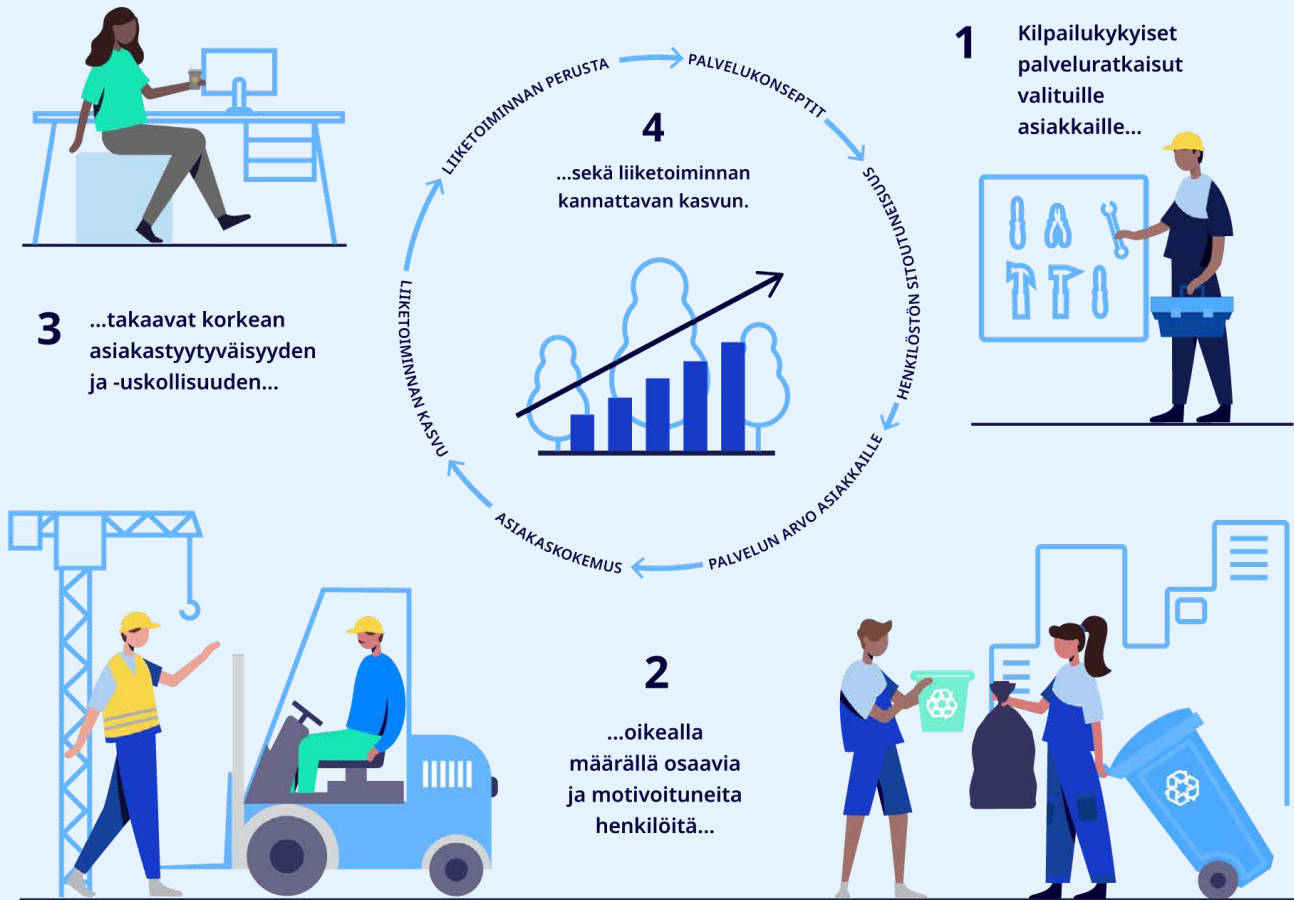 1
Kilpailukykyiset
palveluratkaisut
valituille
asiakkaille...
2
...oikealla
määrällä osaavia
ja motivoituneita
henkilöitä...
3
...takaavat korkean
asiakastyytyväisyyden
ja -uskollisuuden...
4
...sekä liiketoiminnan
kannattavan kasvun.
LIIKETOIMINNAN PERUSTA
PALVELUKONSEPTIT
HENKILÖSTÖN SITOUTUNEISUUS
PALVELUN ARVO ASIAKKAILLE
ASIAKASKOKEMUS
LIIKETOIMINNAN KASVU